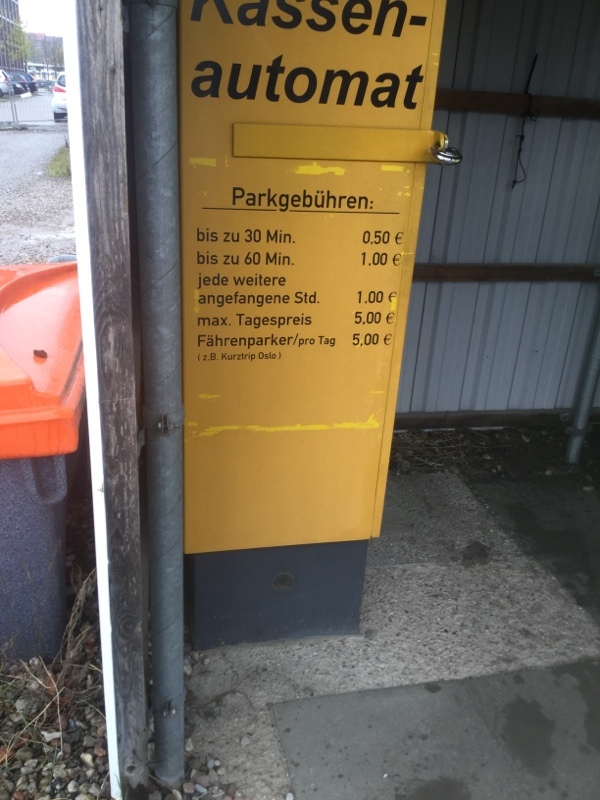 Kassen-
automat
Parkgebühren:
bis zu 30 Min. 0,50 €
bis zu 60 Min. 1,00 €
jede weitere
angefangene Std. 1,00 €
max. Tagespreis 5,00 €
Fährenparker/pro Tag 5,00 €
( z.B. Kurztrip Oslo )